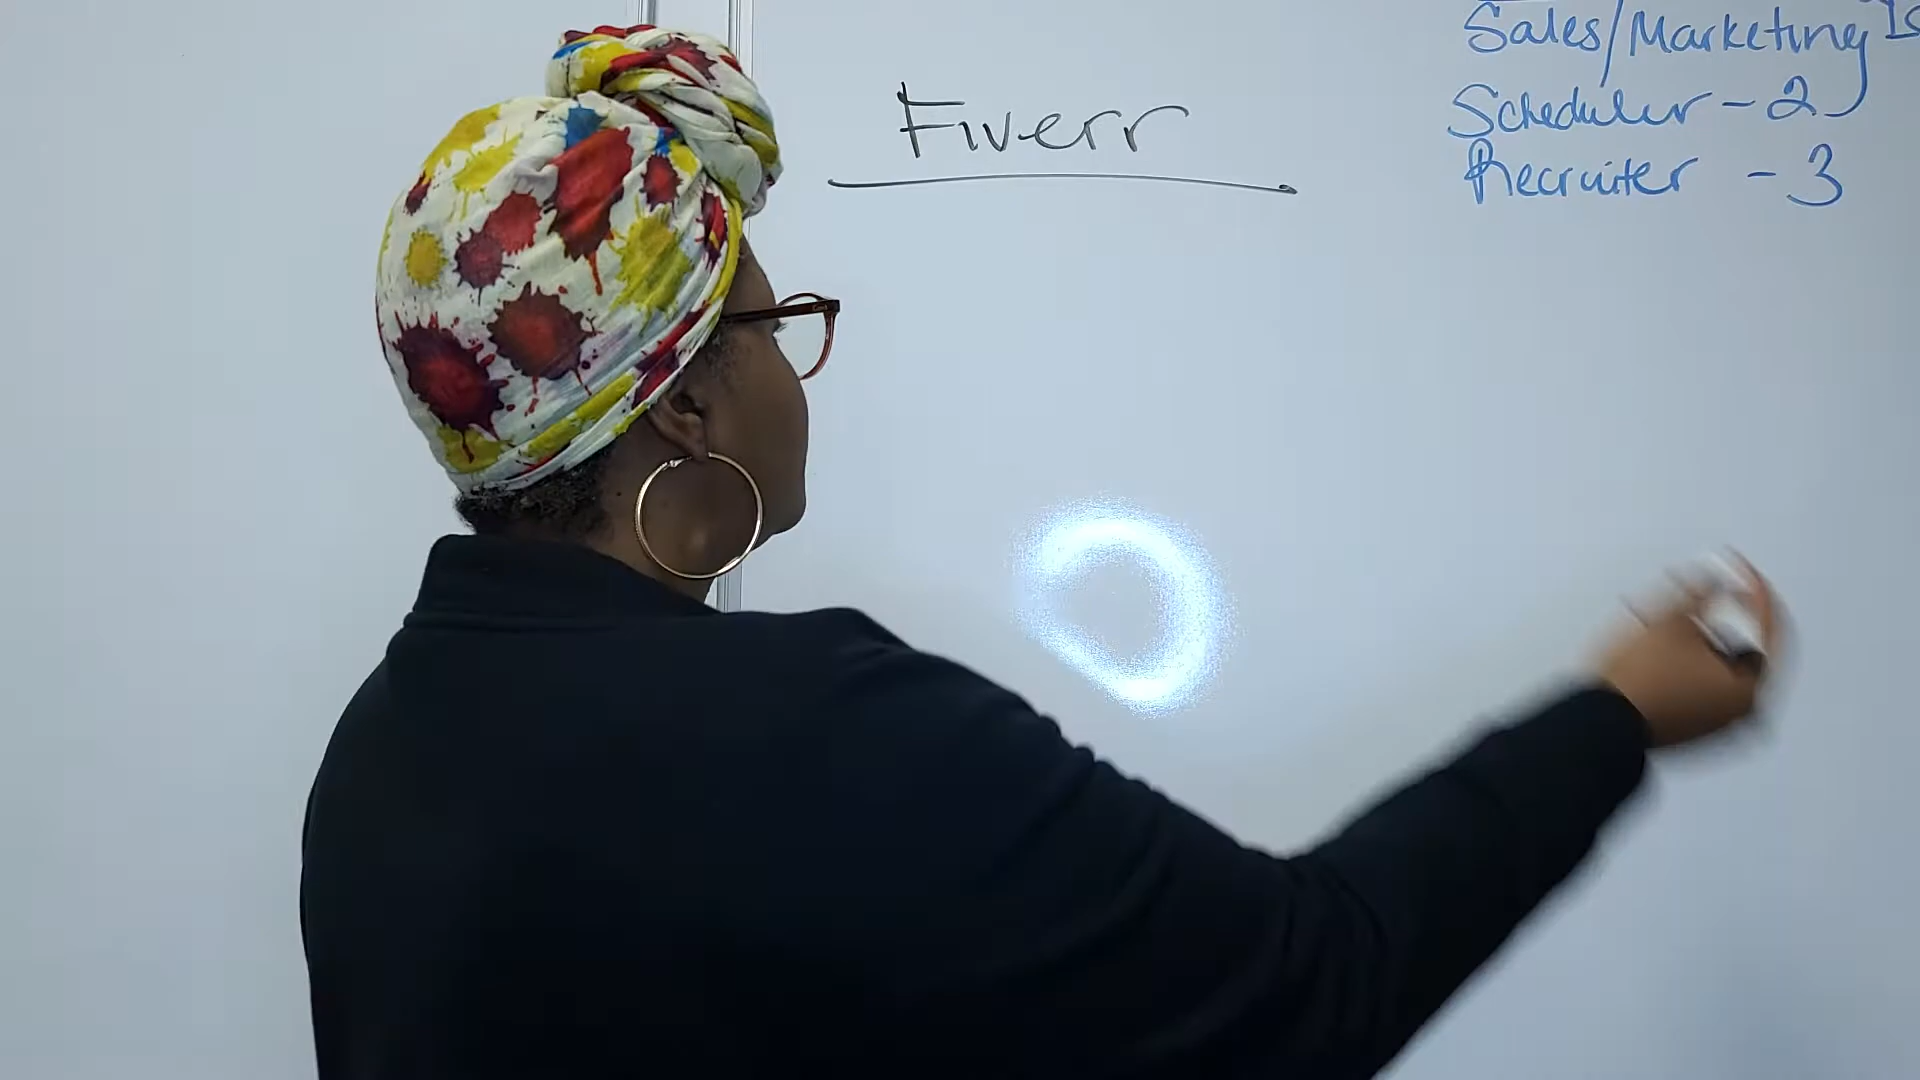 Fiverr
Sales/Marketing
Scheduler - 2
Recruiter - 3